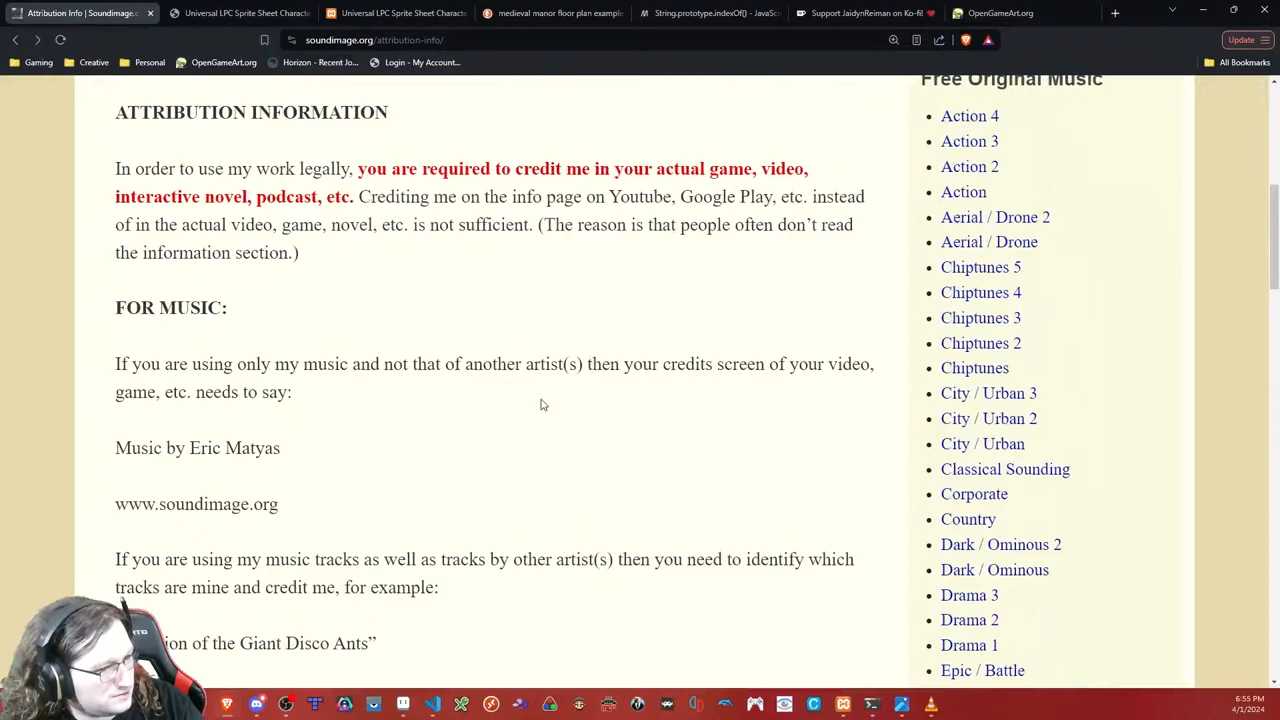 Attribution Information | Soundimage.o
Universal LPC Sprite Sheet Characte
Universal LPC Sprite Sheet Charact
medieval manor floor plan example
String.prototype.indexOf() - JavaSc
Support JaidynReiman on Ko-fi! ❤
OpenGameArt.org
soundimage.org/attribution-info/
Update
Gaming
Creative
Personal
OpenGameArt.org
Horizon - Recent Jo...
Login - My Account...
All Bookmarks
ATTRIBUTION INFORMATION
In order to use my work legally, you are required to credit me in your actual game, video,
interactive novel, podcast, etc. Crediting me on the info page on Youtube, Google Play, etc. instead
of in the actual video, game, novel, etc. is not sufficient. (The reason is that people often don’t read
the information section.)
FOR MUSIC:
If you are using only my music and not that of another artist(s) then your credits screen of your video,
game, etc. needs to say:
Music by Eric Matyas
www.soundimage.org
If you are using my music tracks as well as tracks by other artist(s) then you need to identify which
tracks are mine and credit me, for example:
of the Giant Disco Ants”
Free Original Music
Action 4
Action 3
Action 2
Action
Aerial / Drone 2
Aerial / Drone
Chiptunes 5
Chiptunes 4
Chiptunes 3
Chiptunes 2
Chiptunes
City / Urban 3
City / Urban 2
City / Urban
Classical Sounding
Corporate
Country
Dark / Ominous 2
Dark / Ominous
Drama 3
Drama 2
Drama 1
Epic / Battle
6:55 PM
4/1/2024